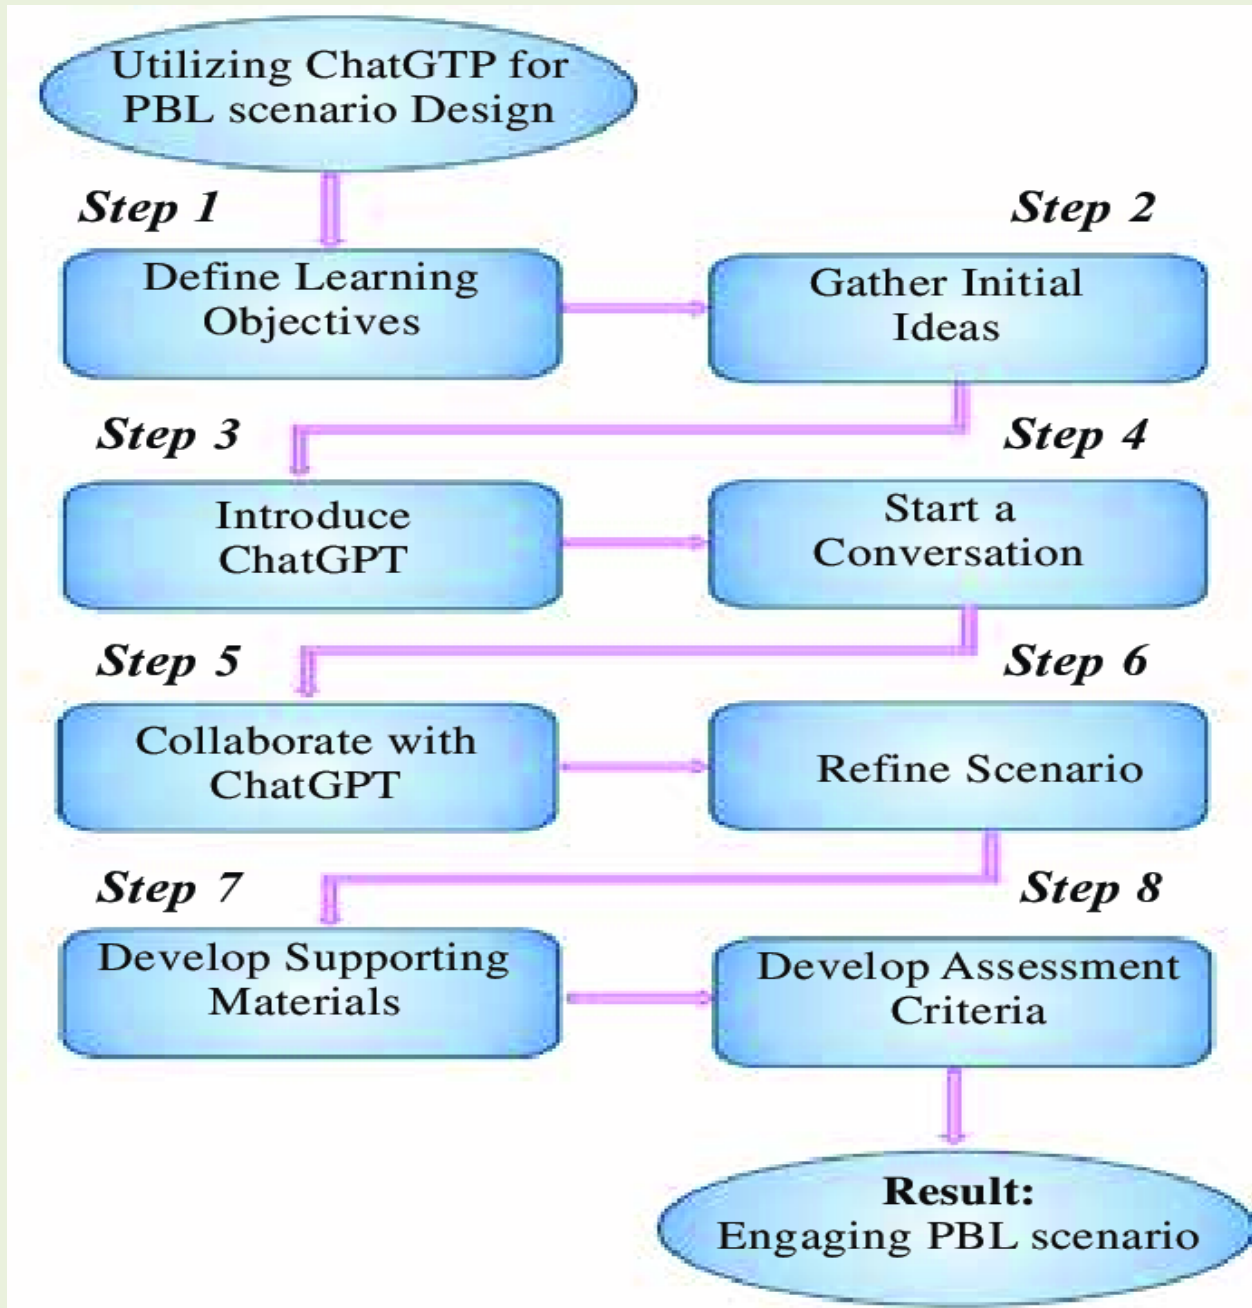 Utilizing ChatGTP for
PBL scenario Design
Step 1
Define Learning
Objectives
Step 2
Gather Initial
Ideas
Step 3
Introduce
ChatGPT
Step 4
Start a
Conversation
Step 5
Collaborate with
ChatGPT
Step 6
Refine Scenario
Step 7
Develop Supporting
Materials
Step 8
Develop Assessment
Criteria
Result:
Engaging PBL scenario